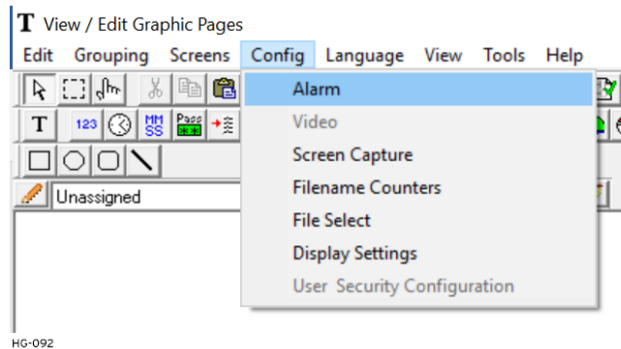 T View / Edit Graphic Pages
Edit Grouping Screens Config Language View Tools Help
Alarm
T 123 MM SS Pass ** Video
Screen Capture
Filename Counters
Unassigned File Select
Display Settings
User Security Configuration
HG-092